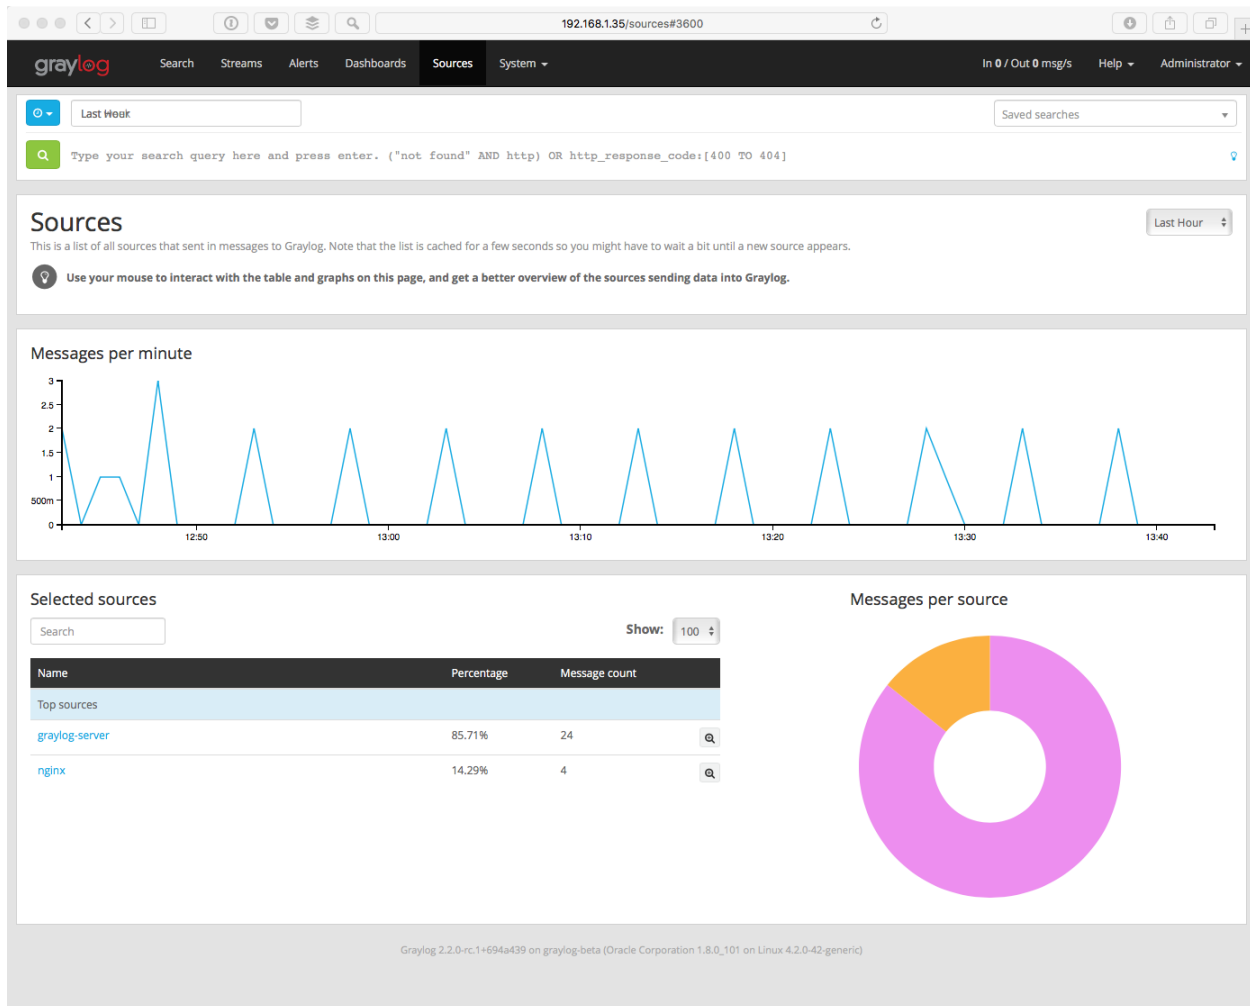 192.168.1.35/sources#3600
graylog Search Streams Alerts Dashboards Sources System In 0 / Out 0 msg/s Help Administrator
Last Saved searches
Type your search query here and press enter. ("not found" AND http) OR http_response_code:[400 TO 404]
Sources
Last Hour
This is a list of all sources that sent in messages to Graylog. Note that the list is cached for a few seconds so you might have to wait a bit until a new source appears.
Use your mouse to interact with the table and graphs on this page, and get a better overview of the sources sending data into Graylog.
Messages per minute
3
2.5
2
1.5
1
500m
0
12:50 13:00 13:10 13:20 13:30 13:40
Selected sources
Search Show: 100
Name Percentage Message count
Top sources
graylog-server 85.71% 24
nginx 14.29% 4
Messages per source
Graylog 2.2.0-rc.1+694a439 on graylog-beta (Oracle Corporation 1.8.0_101 on Linux 4.2.0-42-generic)